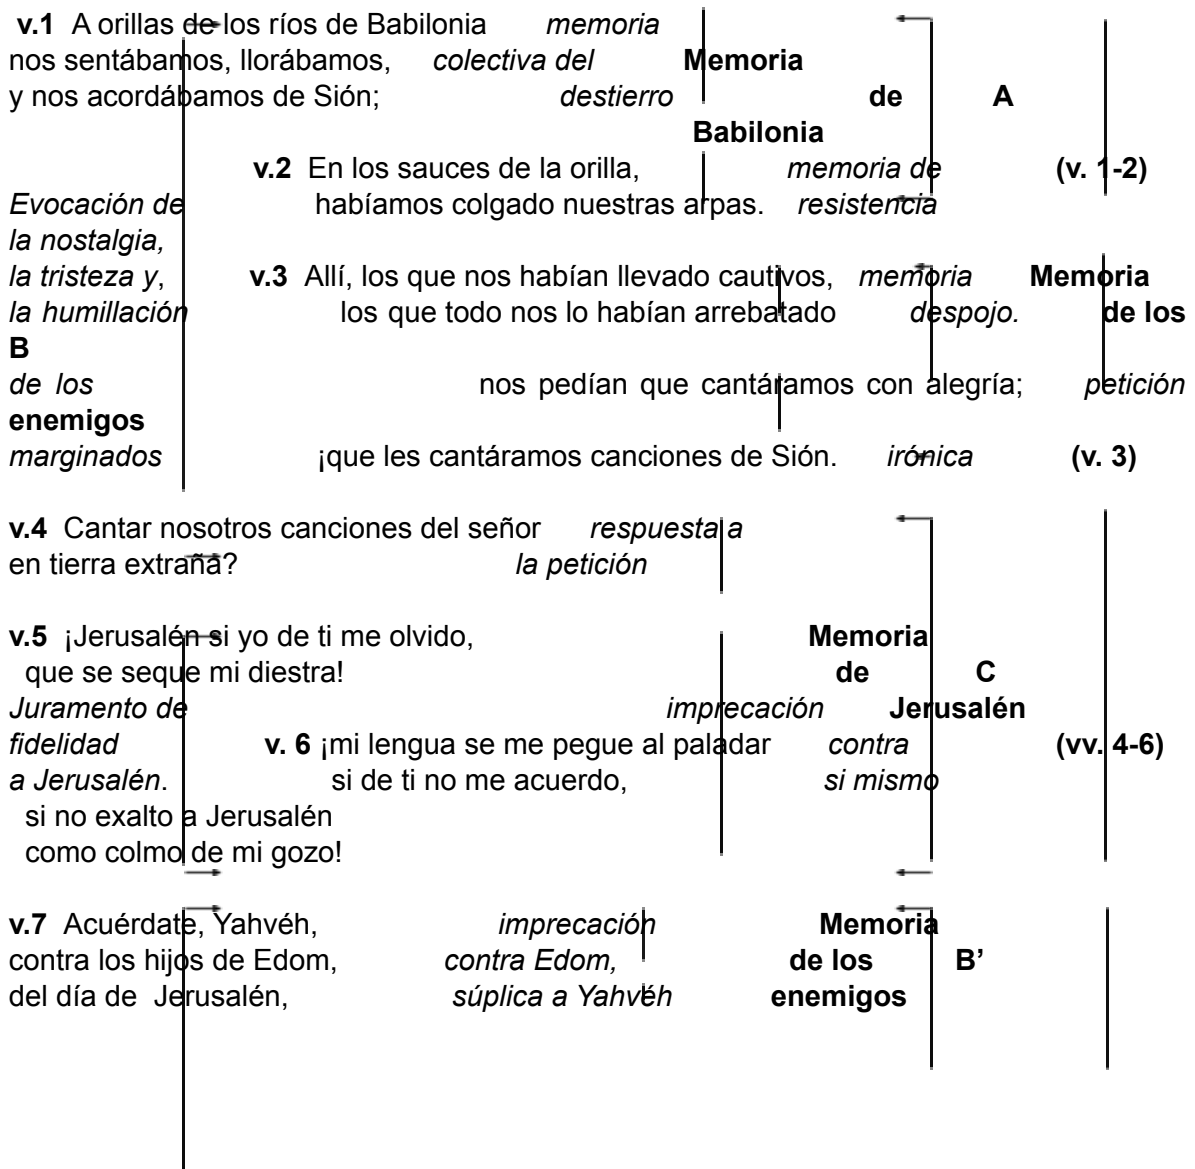 v.1 A orillas de los ríos de Babilonia memoria
nos sentábamos, llorábamos, colectiva del Memoria
y nos acordábamos de Sión; destierro de A
Babilonia
v.2 En los sauces de la orilla, memoria de (v. 1-2)
Evocación de habíamos colgado nuestras arpas. resistencia
la nostalgia,
la tristeza y, v.3 Allí, los que nos habían llevado cautivos, memoria Memoria
la humillación los que todo nos lo habían arrebatado despojo. de los
B
de los nos pedían que cantáramos con alegría; petición
enemigos
marginados ¡que les cantáramos canciones de Sión. irónica (v. 3)
v.4 Cantar nosotros canciones del señor respuesta a
en tierra extraña? la petición
v.5 ¡Jerusalén si yo de ti me olvido, Memoria
que se seque mi diestra! de C
Juramento de imprecación Jerusalén
fidelidad v. 6 ¡mi lengua se me pegue al paladar contra (vv. 4-6)
a Jerusalén. si de ti no me acuerdo, si mismo
si no exalto a Jerusalén
como colmo de mi gozo!
v.7 Acuérdate, Yahvéh, imprecación Memoria
contra los hijos de Edom, contra Edom, de los B’
del día de Jerusalén, súplica a Yahvéh enemigos